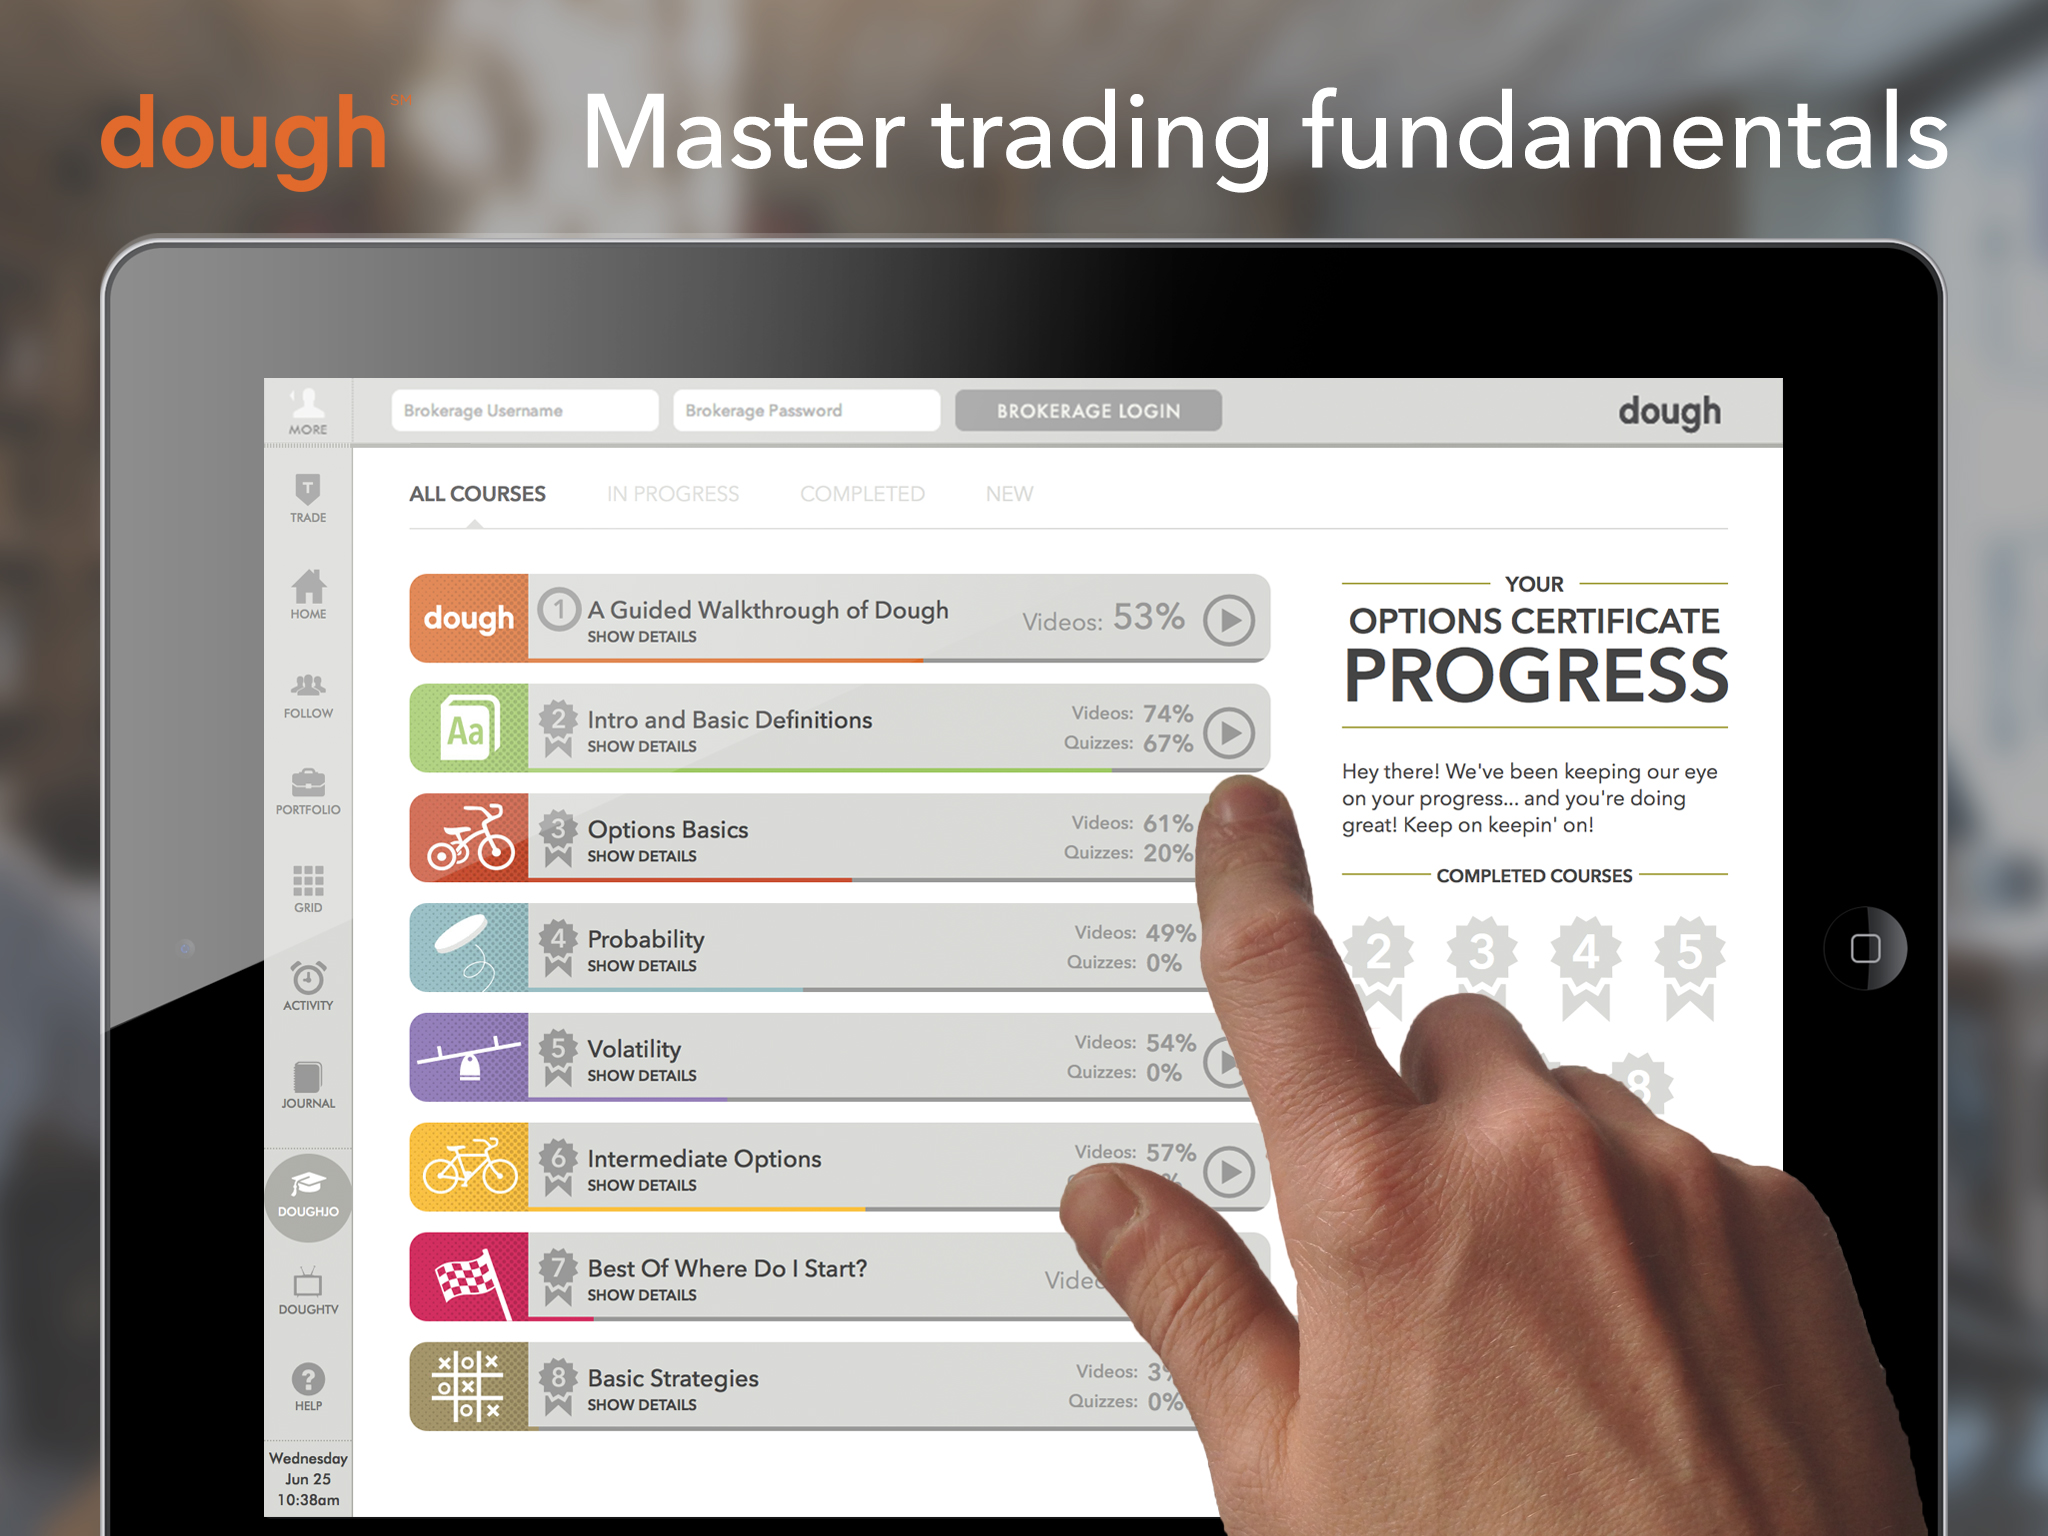 dough SM
Master trading fundamentals
MORE
Brokerage Username
Brokerage Password
BROKERAGE LOGIN
dough
TRADE
HOME
FOLLOW
PORTFOLIO
GRID
ACTIVITY
JOURNAL
DOUGHJO
DOUGHTV
HELP
Wednesday
Jun 25
10:38am
ALL COURSES
IN PROGRESS
COMPLETED
NEW
dough
1 A Guided Walkthrough of Dough
SHOW DETAILS
Videos: 53%
Aa
2 Intro and Basic Definitions
SHOW DETAILS
Videos: 74%
Quizzes: 67%
3 Options Basics
SHOW DETAILS
Videos: 61%
Quizzes: 20%
4 Probability
SHOW DETAILS
Videos: 49%
Quizzes: 0%
5 Volatility
SHOW DETAILS
Videos: 54%
Quizzes: 0%
6 Intermediate Options
SHOW DETAILS
Videos: 57%
%
7 Best Of Where Do I Start?
SHOW DETAILS
8 Basic Strategies
SHOW DETAILS
Videos: 3%
Quizzes: 0%
YOUR
OPTIONS CERTIFICATE
PROGRESS
Hey there! We've been keeping our eye
on your progress... and you're doing
great! Keep on keepin' on!
COMPLETED COURSES
2 3 4 5
8